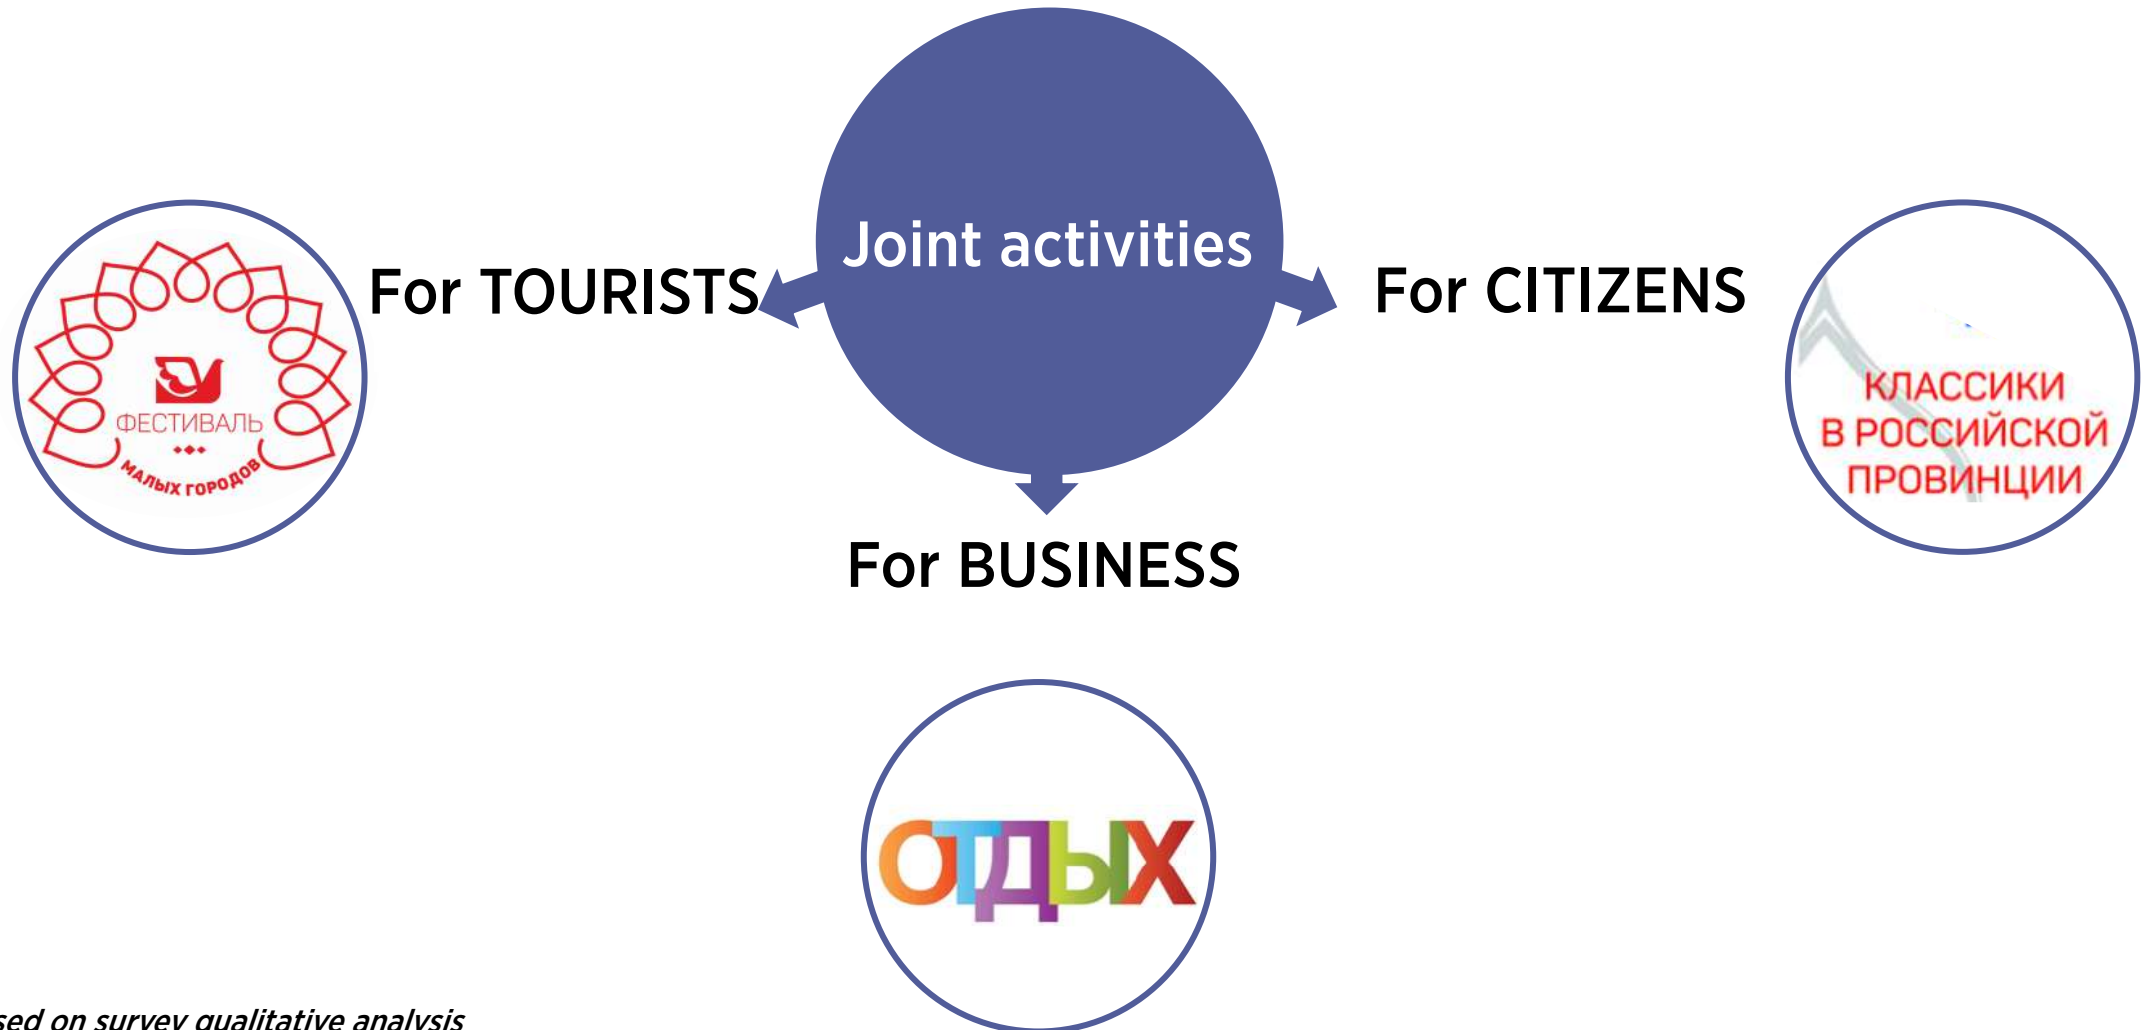 Joint activities
For TOURISTS
For CITIZENS
ФЕСТИВАЛЬ
МАЛЫХ ГОРОДОВ
КЛАССИКИ
В РОССИЙСКОЙ
ПРОВИНЦИИ
For BUSINESS
ОТДЫХ
on survey qualitative analysis